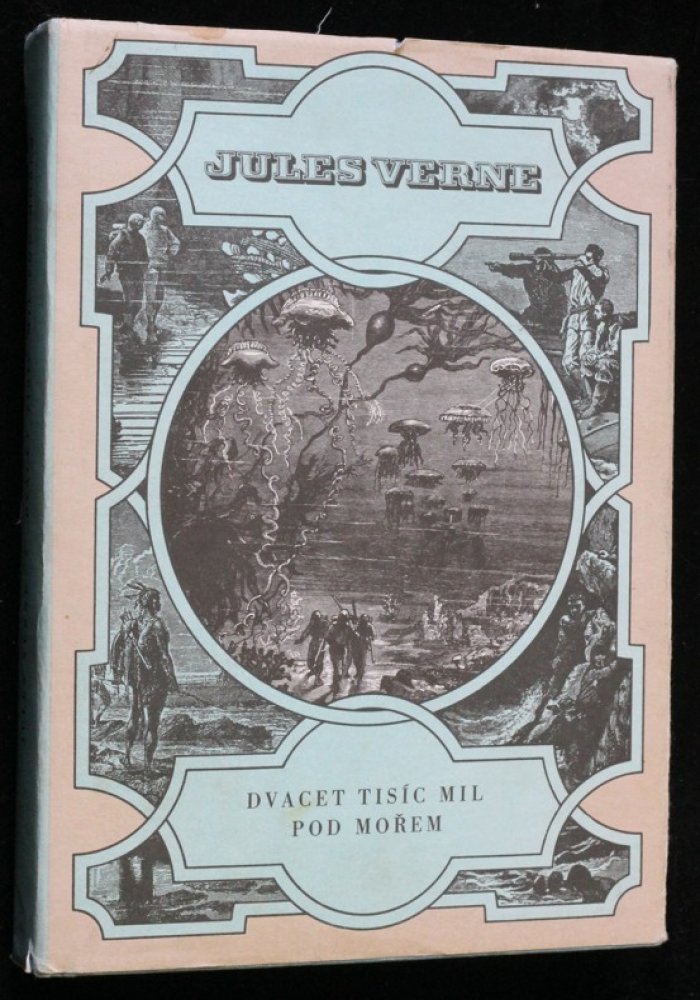 JULES VERNE
DVACET TISÍC MIL
POD MOŘEM